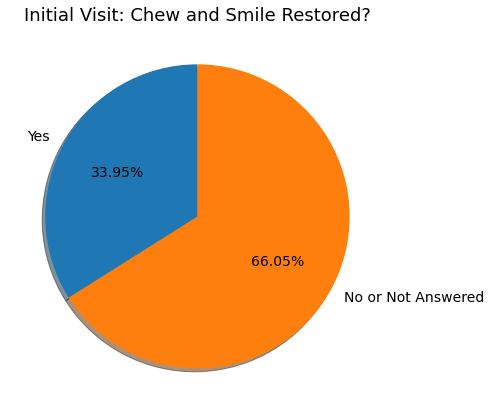 Initial Visit: Chew and Smile Restored?
Yes
33.95%
66.05%
No or Not Answered